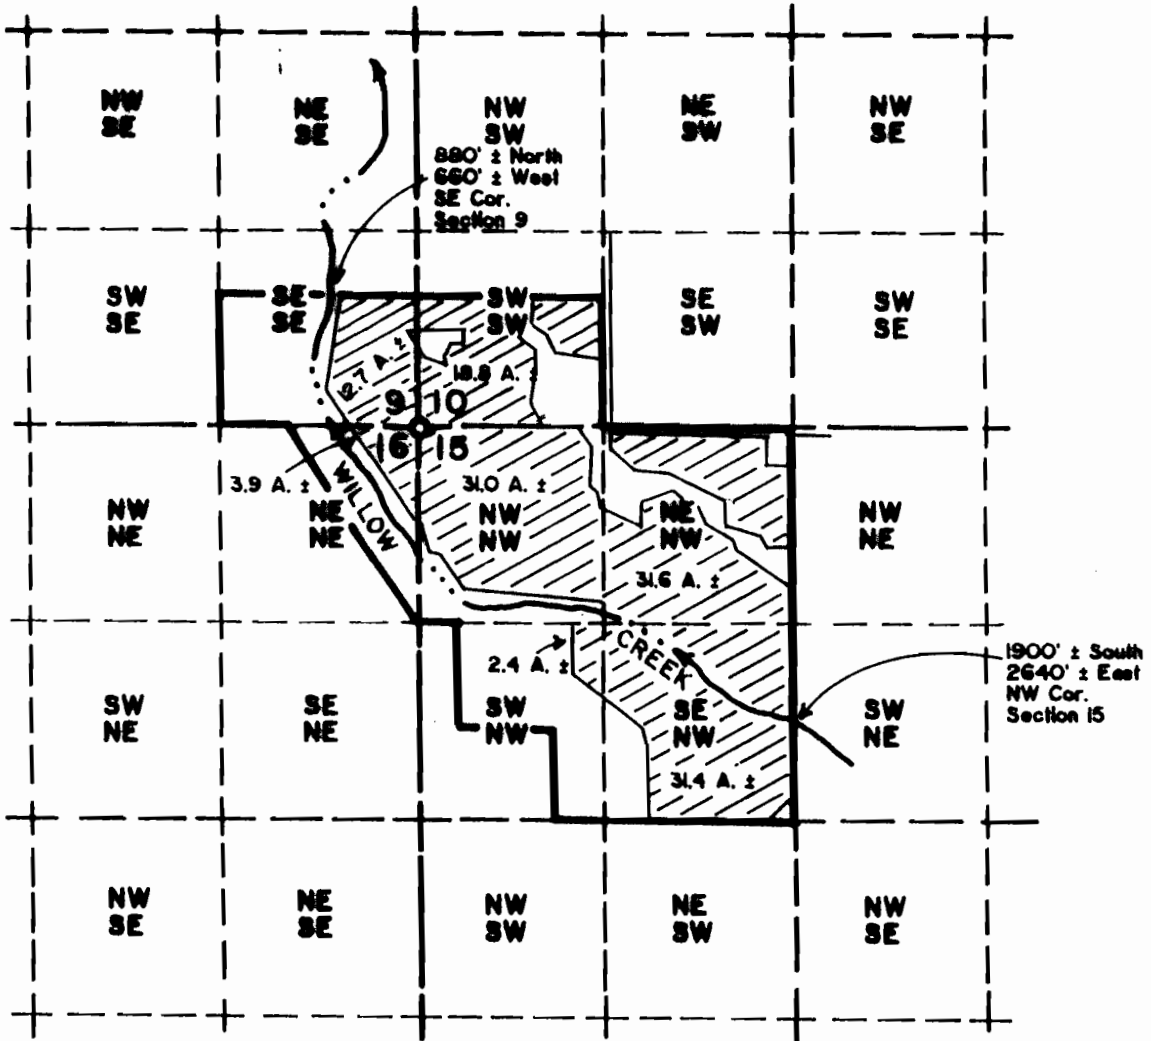 NW
SE
NE
SE
NW
SW
NE
SW
NW
SE
880' ± North
660' ± West
SE Cor.
Section 9
SW
SE
SE
SE
SW
SW
SE
SW
SW
SE
18.8 A. ±
9 10
16 15
3.9 A. ±
WILLOW
31.0 A. ±
NW
NE
NE
NE
NW
NW
NE
NW
NW
NE
31.6 A. ±
CREEK
2.4 A. ±
1900' ± South
2640' ± East
NW Cor.
Section 15
SW
NE
SE
NE
SW
NW
SE
NW
SW
NE
31.4 A. ±
NW
SE
NE
SE
NW
SW
NE
SW
NW
SE